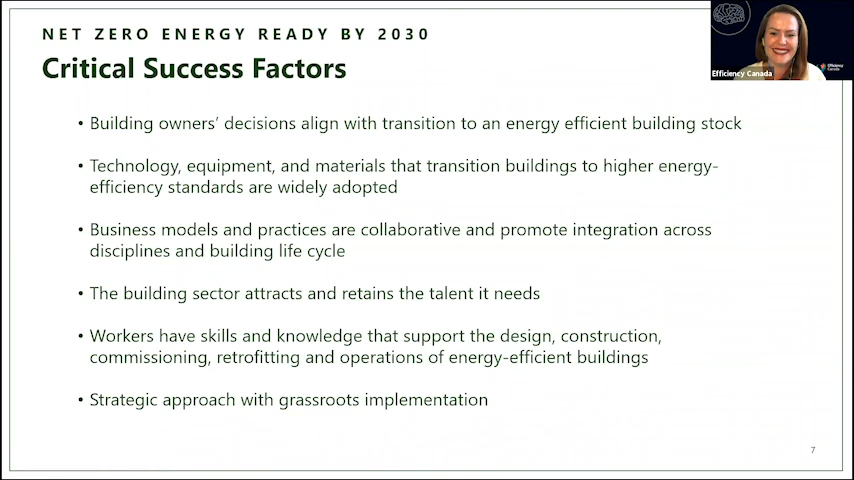 NET ZERO ENERGY READY BY 2030
Critical Success Factors
Efficiency Canada
Efficiency
Canada
• Building owners' decisions align with transition to an energy efficient building stock
• Technology, equipment, and materials that transition buildings to higher energy-
efficiency standards are widely adopted
• Business models and practices are collaborative and promote integration across
disciplines and building life cycle
• The building sector attracts and retains the talent it needs
• Workers have skills and knowledge that support the design, construction,
commissioning, retrofitting and operations of energy-efficient buildings
• Strategic approach with grassroots implementation
7